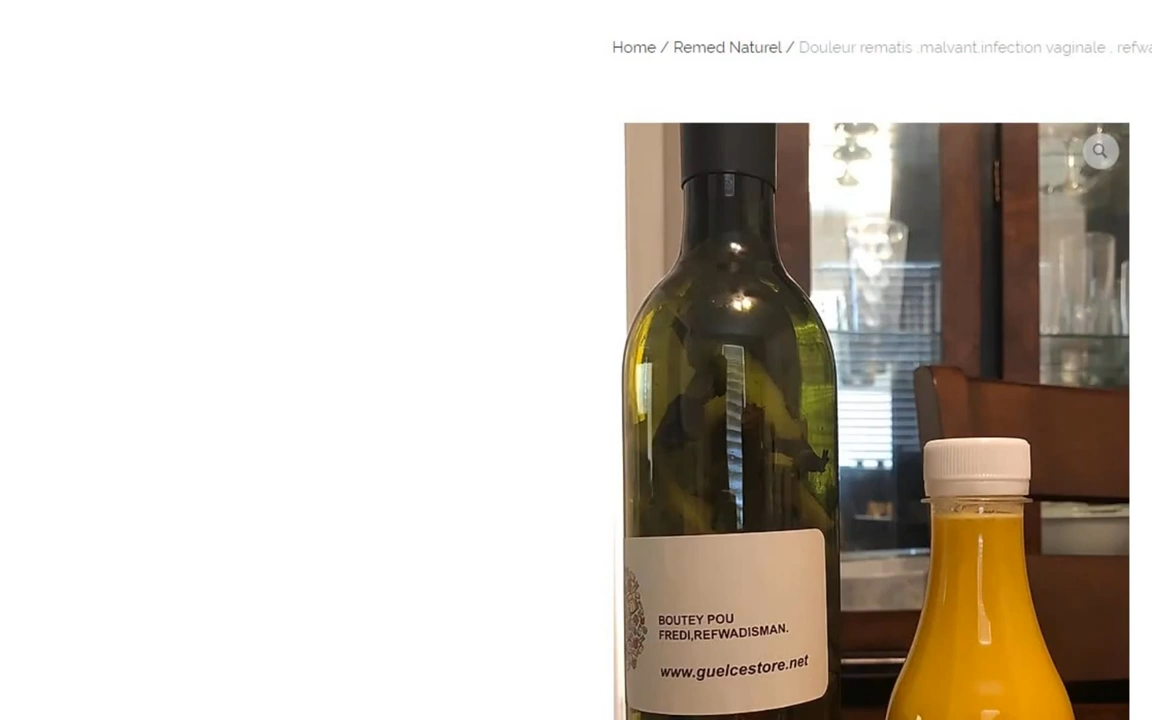 Home / Remed Naturel / Douleur rematis .malvant.infection vaginale . refwa
BOUTEY POU
FREDI,REFWADISMAN.
www.guelcestore.net